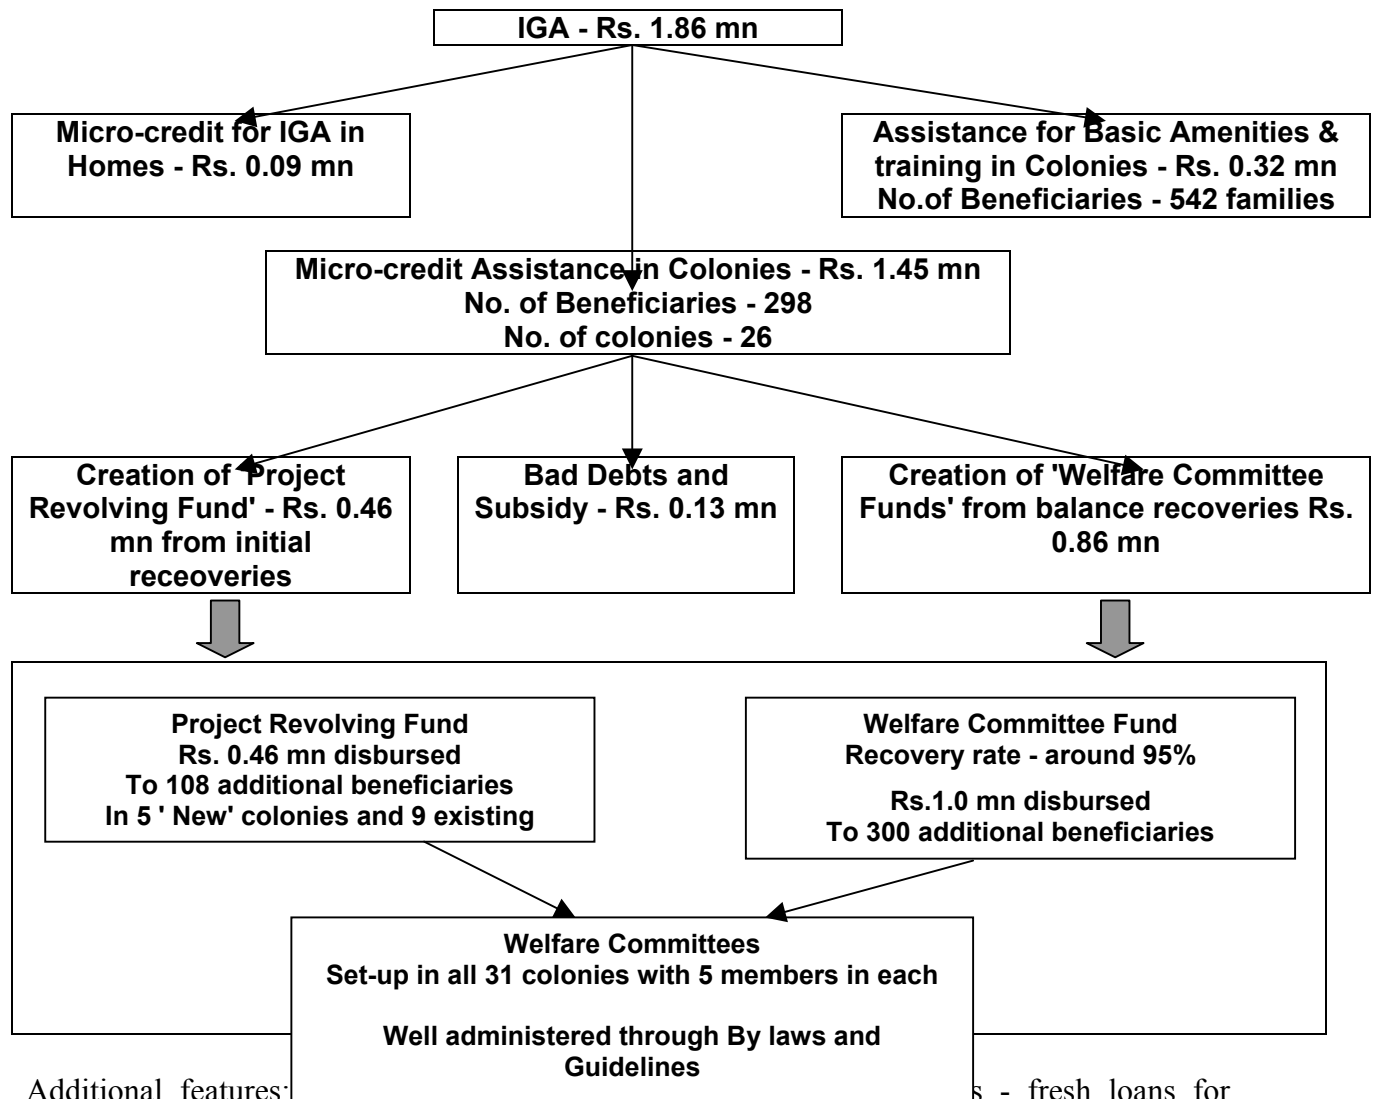 IGA - Rs. 1.86 mn
Micro-credit for IGA in
Homes - Rs. 0.09 mn
Assistance for Basic Amenities &
training in Colonies - Rs. 0.32 mn
No.of Beneficiaries - 542 families
Micro-credit Assistance in Colonies - Rs. 1.45 mn
No. of Beneficiaries - 298
No. of colonies - 26
Creation of 'Project
Revolving Fund' - Rs. 0.46
mn from initial
receoveries
Bad Debts and
Subsidy - Rs. 0.13 mn
Creation of 'Welfare Committee
Funds' from balance recoveries Rs.
0.86 mn
Project Revolving Fund
Rs. 0.46 mn disbursed
To 108 additional beneficiaries
In 5 ' New' colonies and 9 existing
Welfare Committee Fund
Recovery rate - around 95%
Rs.1.0 mn disbursed
To 300 additional beneficiaries
Welfare Committees
Set-up in all 31 colonies with 5 members in each
Well administered through By laws and
Guidelines
Additional features: - fresh loans for